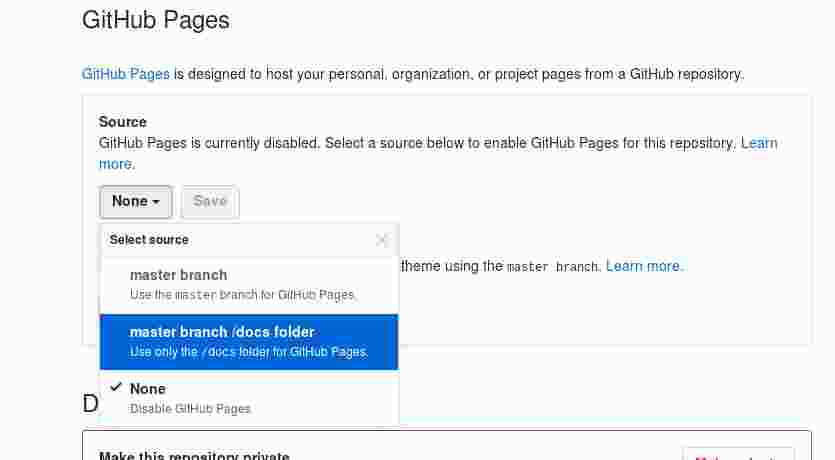 GitHub Pages
GitHub Pages is designed to host your personal, organization, or project pages from a GitHub repository.
Source
GitHub Pages is currently disabled. Select a source below to enable GitHub Pages for this repository. Learn
more.
None Save
Select source
theme using the master branch. Learn more.
master branch
Use the master branch for GitHub Pages.
master branch /docs folder
Use only the /docs folder for GitHub Pages.
None
Disable GitHub Pages
D
Make this repository private